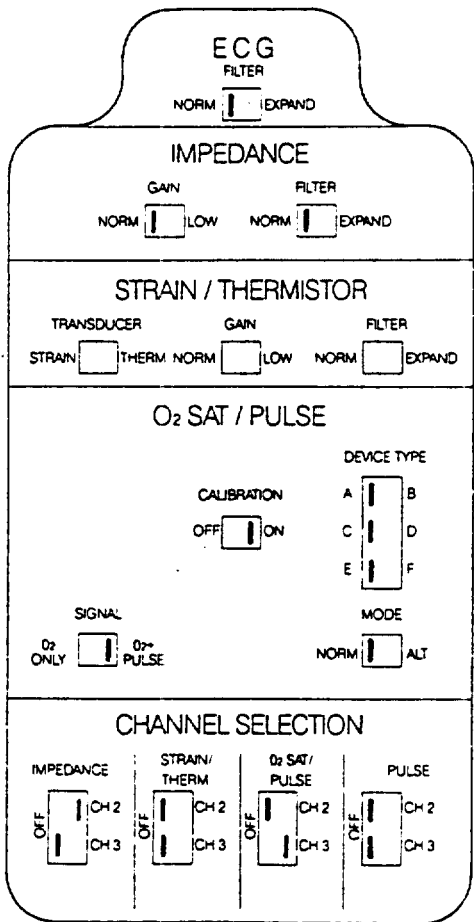 ECG
FILTER
NORM EXPAND
IMPEDANCE
GAIN FILTER
NORM LOW NORM EXPAND
STRAIN / THERMISTOR
TRANSDUCER GAIN FILTER
STRAIN THERM NORM LOW NORM EXPAND
O₂ SAT / PULSE
DEVICE TYPE
CALIBRATION A B
OFF ON C D
E F
SIGNAL MODE
O₂ ONLY O₂+ PULSE NORM ALT
CHANNEL SELECTION
IMPEDANCE STRAIN/ THERM O₂ SAT/ PULSE PULSE
OFF CH 2 OFF CH 2 OFF CH 2 OFF CH 2
CH 3 CH 3 CH 3 CH 3